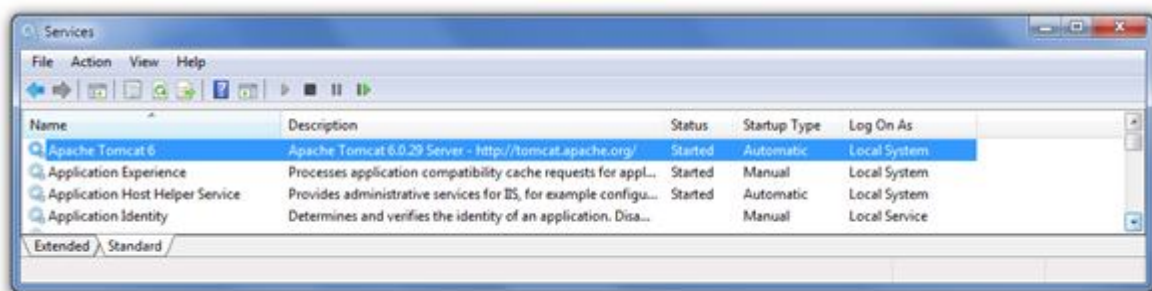 Services
File Action View Help
Name Description Status Startup Type Log On As
Apache Tomcat 6 Apache Tomcat 6.0.29 Server - http://tomcat.apache.org/ Started Automatic Local System
Application Experience Processes application compatibility cache requests for appl... Started Manual Local System
Application Host Helper Service Provides administrative services for IIS, for example configu... Started Automatic Local System
Application Identity Determines and verifies the identity of an application. Disa... Manual Local Service
Extended Standard